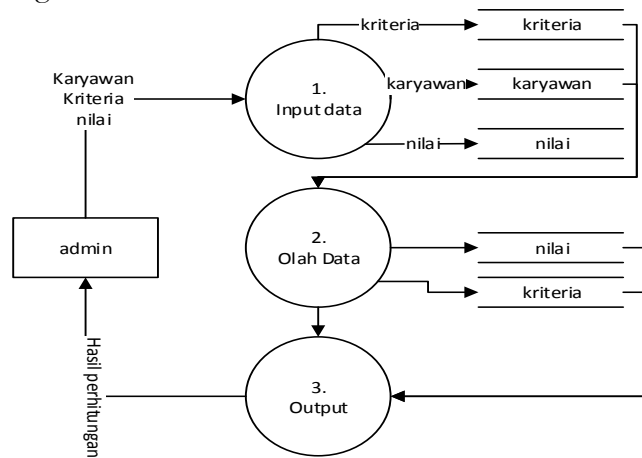 kriteria
kriteria
Karyawan
Kriteria
nilai
1.
Input data
karyawan
karyawan
nilai
nilai
admin
2.
Olah Data
nilai
kriteria
Hasil perhitungan
3.
Output